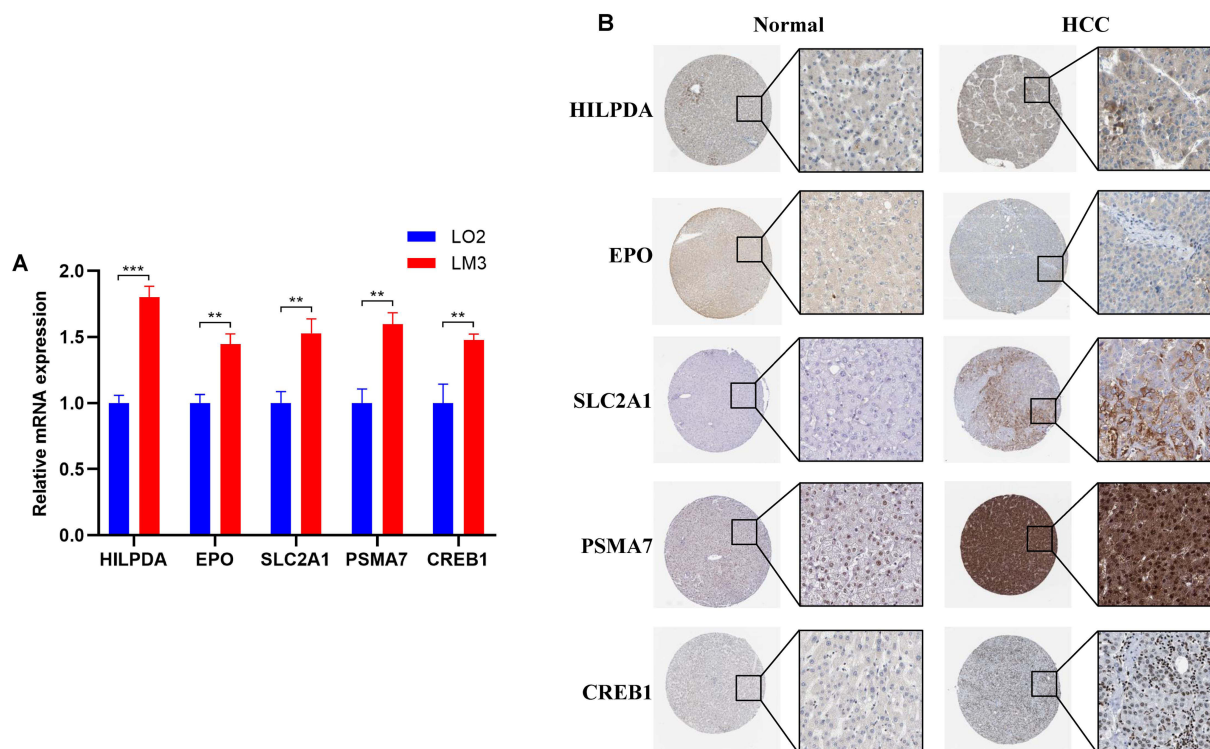 A
Relative mRNA expression
2.0
1.5
1.0
0.5
0.0
LO2
LM3
***
**
**
**
**
HILPDA EPO SLC2A1 PSMA7 CREB1
B
Normal HCC
HILPDA
EPO
SLC2A1
PSMA7
CREB1